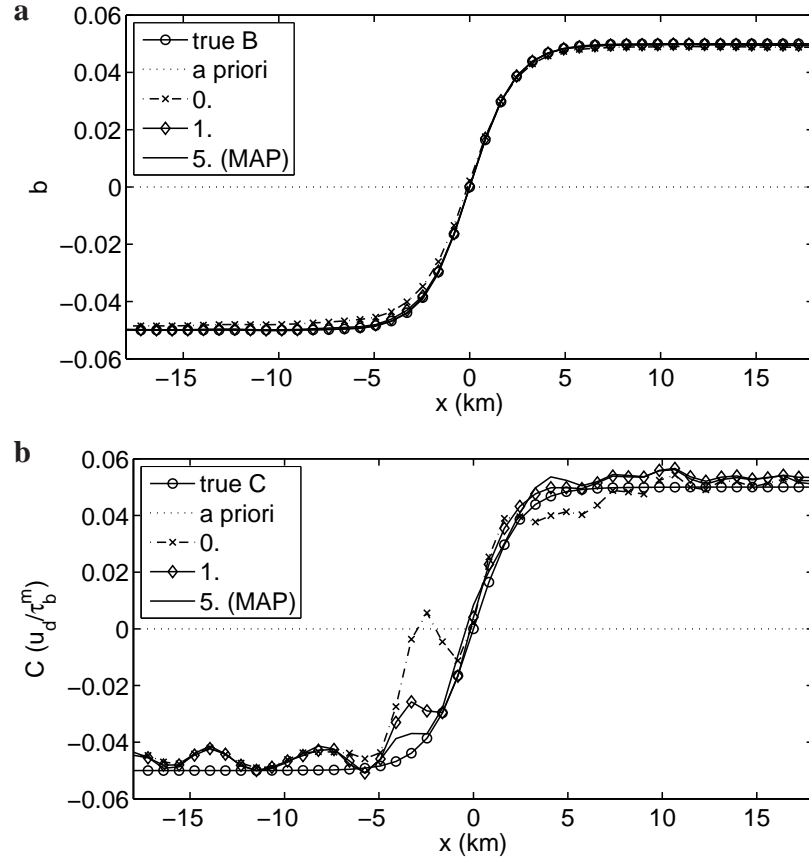 a
0.06
0.04
0.02
0
−0.02
−0.04
−0.06
b
true B
a priori
0.
1.
5. (MAP)
−15
−10
−5
0
5
10
15
x (km)
b
0.06
0.04
0.02
0
−0.02
−0.04
−0.06
C (u_d/τ_b^m)
true C
a priori
0.
1.
5. (MAP)
−15
−10
−5
0
5
10
15
x (km)